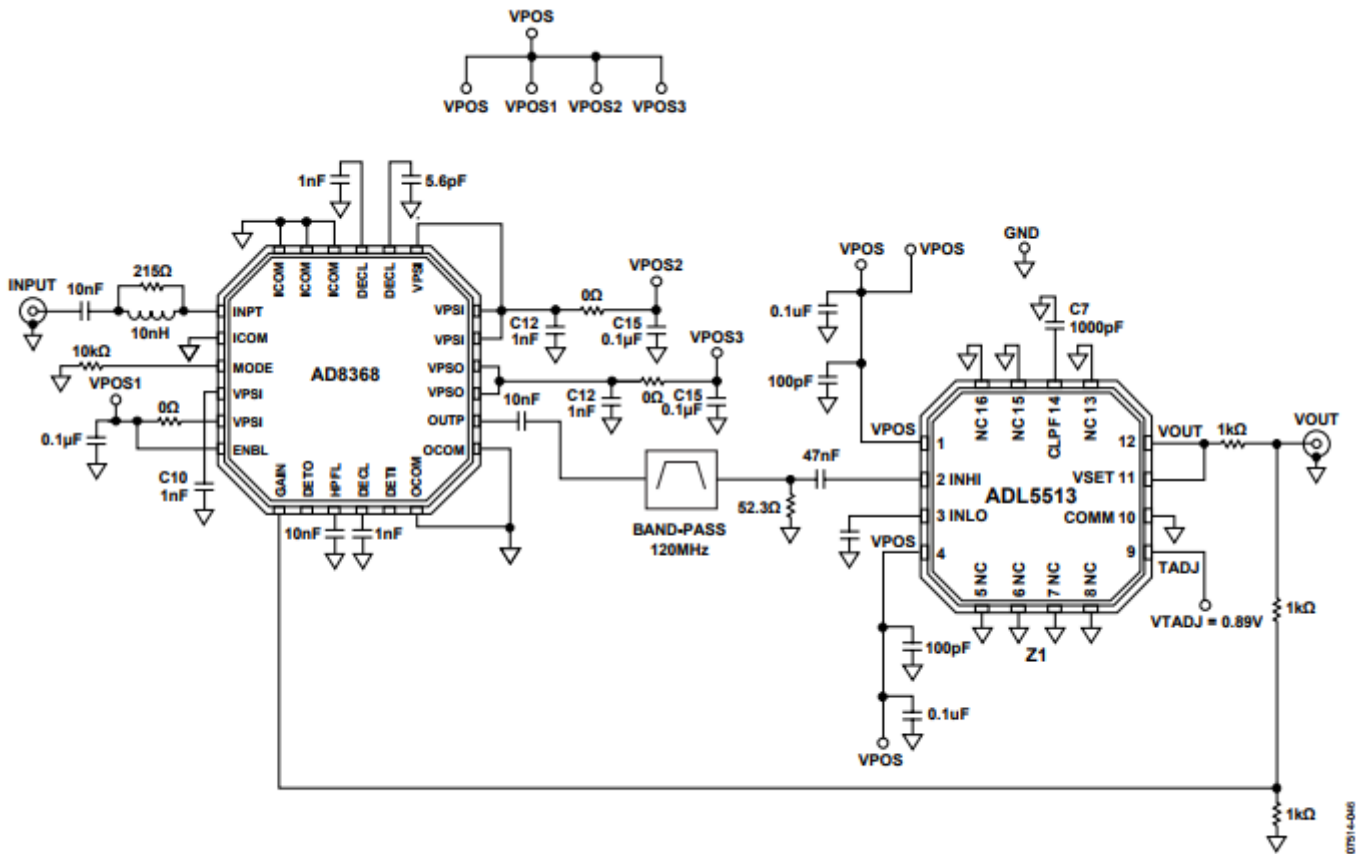 VPOS
VPOS VPOS1 VPOS2 VPOS3
1nF
5.6pF
GND
VPOS
VPOS
INPUT
10nF
215Ω
10nH
ICOM
ICOM
ICOM
DECL
DECL
VPSI
INPT
ICOM
MODE
VPSI
VPSI
ENBL
AD8368
VPSI
VPSI
VPSO
VPSO
OUTP
OCOM
GAIN
DETO
HPFL
DECL
DETI
OCOM
10kΩ
VPOS1
0Ω
0.1µF
C10
1nF
10nF
1nF
VPOS2
0Ω
C12
1nF
C15
0.1µF
VPOS3
C12
1nF
0Ω
C15
0.1µF
10nF
BAND-PASS
120MHz
52.3Ω
47nF
0.1uF
100pF
C7
1000pF
VPOS
1
2 INHI
3 INLO
VPOS
4
NC 16
NC 15
CLPF 14
NC 13
ADL5513
12
VSET 11
COMM 10
9
5 NC
6 NC
7 NC
8 NC
VOUT
1kΩ
VOUT
TADJ
VTADJ = 0.89V
1kΩ
Z1
100pF
0.1uF
VPOS
1kΩ
07514-046